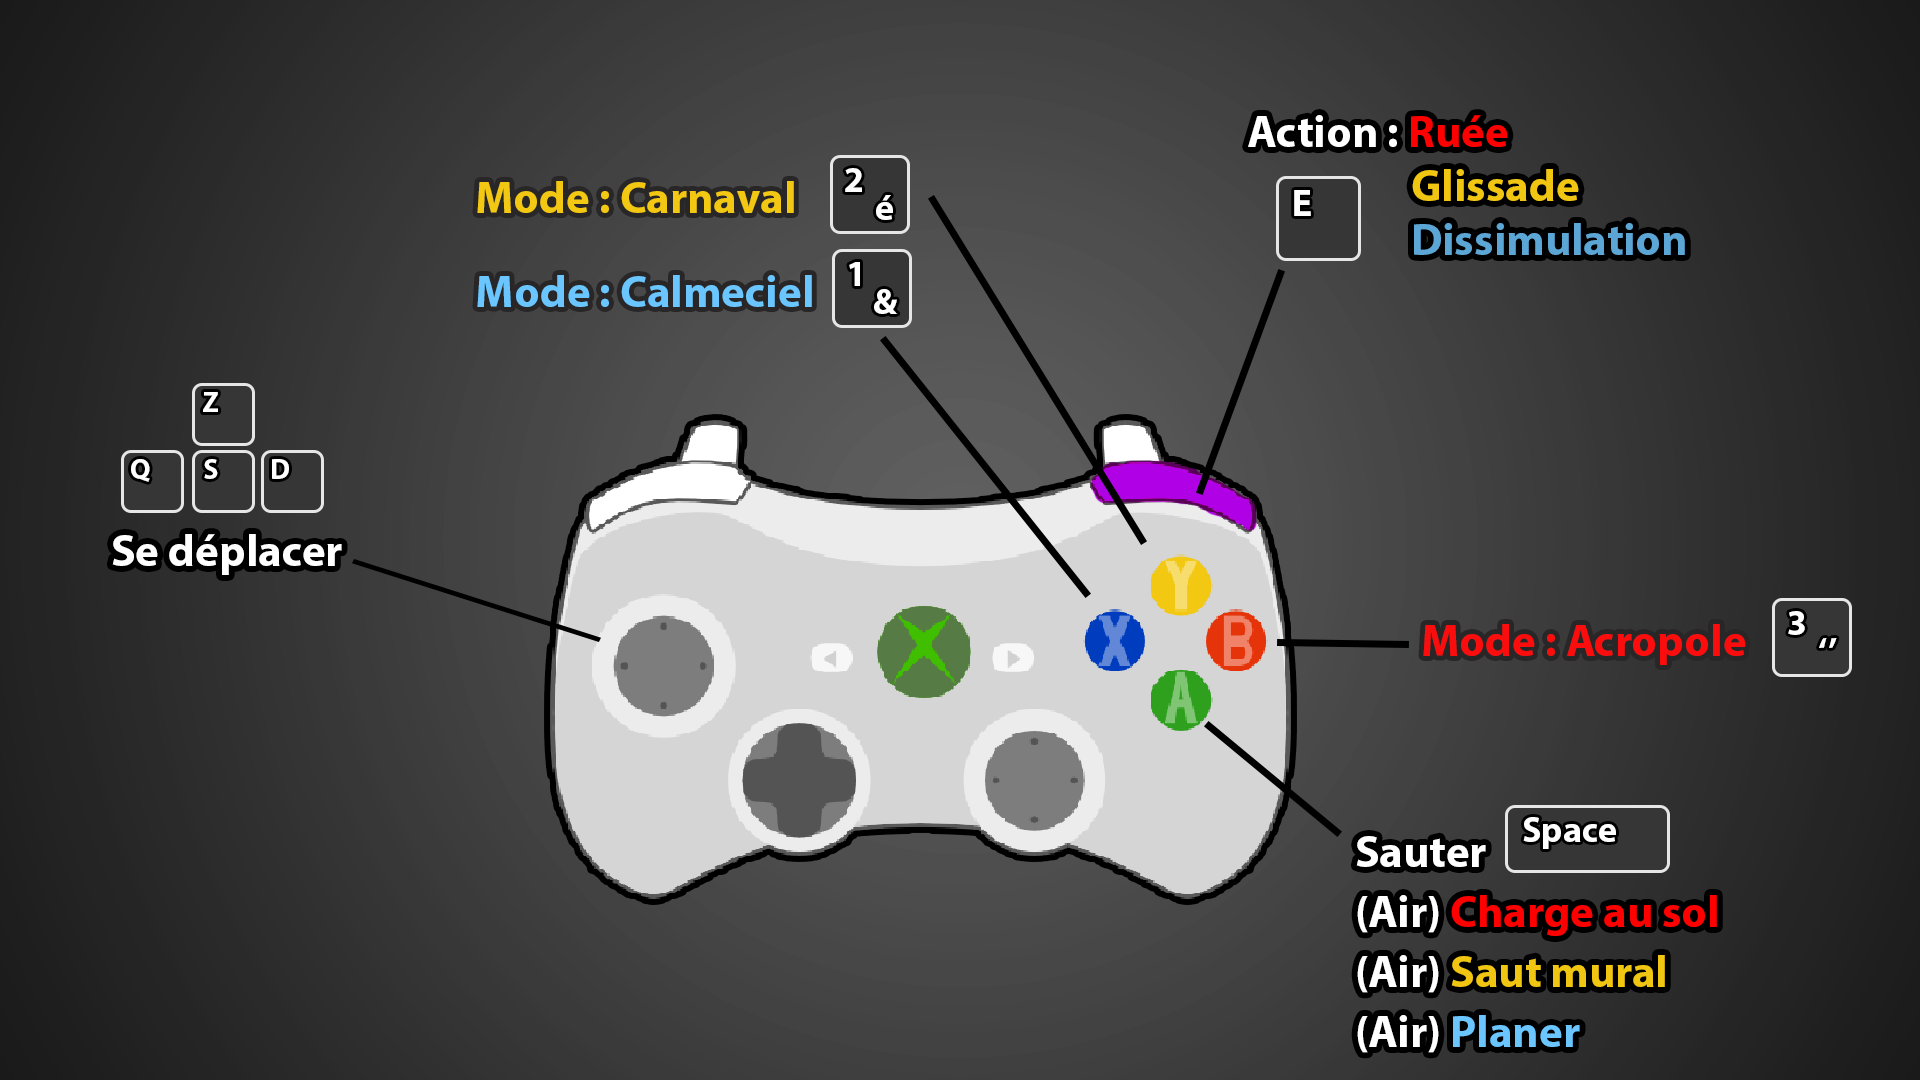 Action : Ruée
Glissade
Dissimulation
E
Mode : Carnaval
2 é
Mode : Calmeciel
1 &
Z
Q S D
Se déplacer
Y
X B
A
Mode : Acropole
3 "
Sauter Space
(Air) Charge au sol
(Air) Saut mural
(Air) Planer